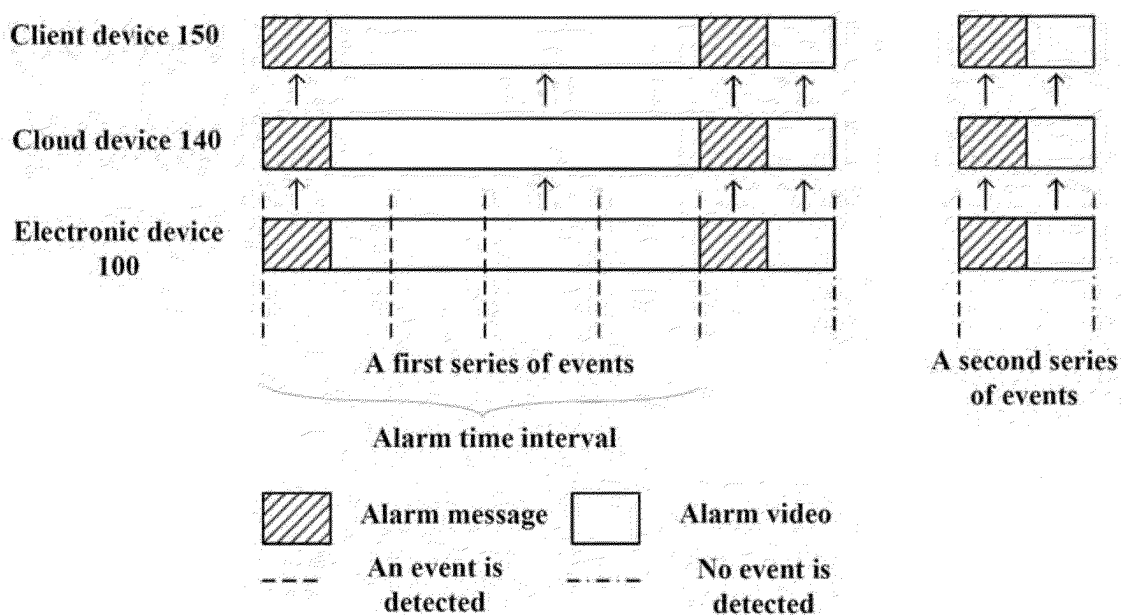 Client device 150
Cloud device 140
Electronic device
100
A first series of events
A second series
of events
Alarm time interval
Alarm message
Alarm video
An event is
detected
No event is
detected